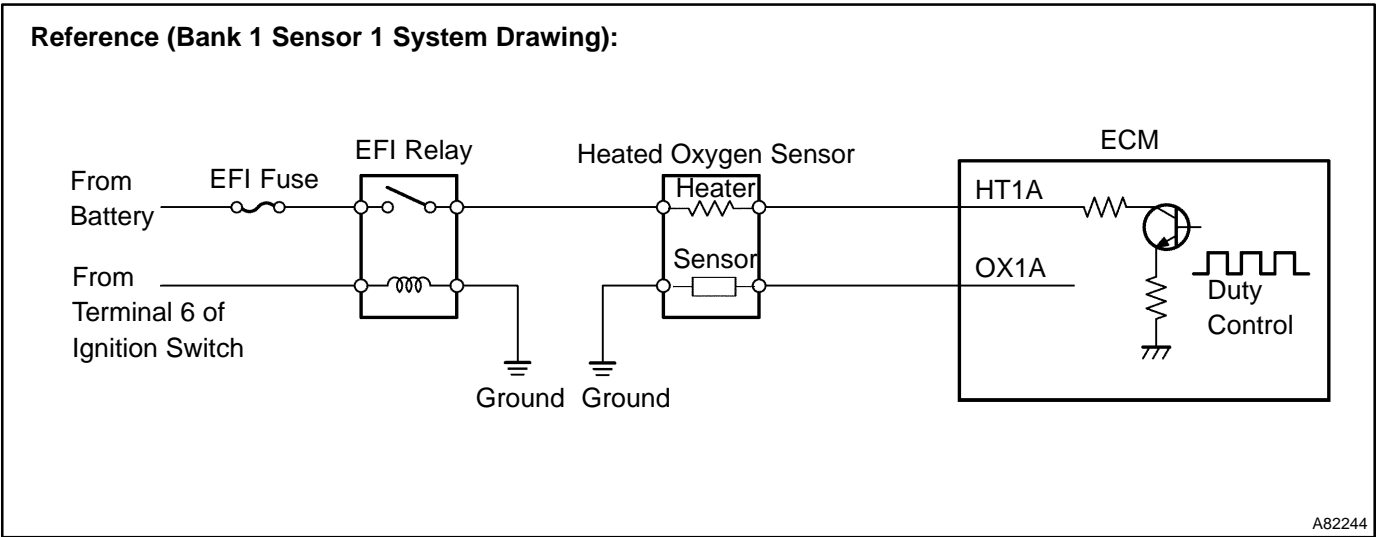 Reference (Bank 1 Sensor 1 System Drawing):
From
Battery
EFI Fuse
EFI Relay
Heated Oxygen Sensor
Heater
ECM
HT1A
From
Terminal 6 of
Ignition Switch
Sensor
OX1A
Duty
Control
Ground
Ground
A82244